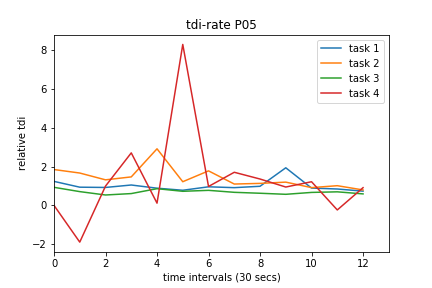 tdi-rate P05
task 1
task 2
task 3
task 4
relative tdi
8
6
4
2
0
−2
0 2 4 6 8 10 12
time intervals (30 secs)